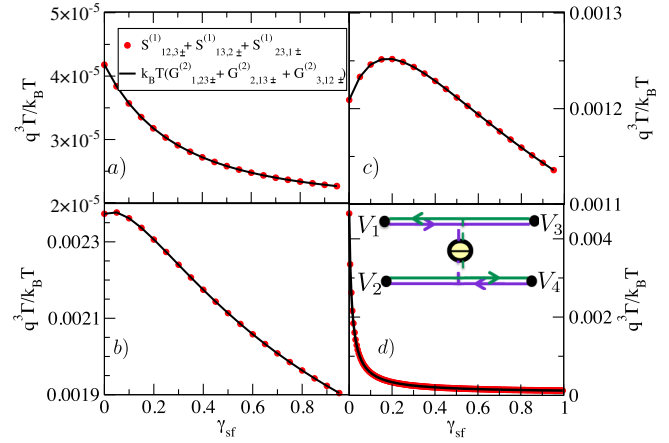 5×10⁻⁵
4×10⁻⁵
3×10⁻⁵
2×10⁻⁵
q³Γ/k_BT
S⁽¹⁾₁₂,₃± + S⁽¹⁾₁₃,₂± + S⁽¹⁾₂₃,₁±
k_BT(G⁽²⁾₁,₂₃± + G⁽²⁾₂,₁₃± + G⁽²⁾₃,₁₂±)
a)
0.0013
0.0012
0.0011
q³Γ/k_BT
c)
0.0023
0.0021
0.0019
q³Γ/k_BT
b)
0 0.2 0.4 0.6 0.8
γ_sf
0.004
0.002
0
q³Γ/k_BT
V₁
V₃
V₂
V₄
d)
0 0.2 0.4 0.6 0.8 1
γ_sf